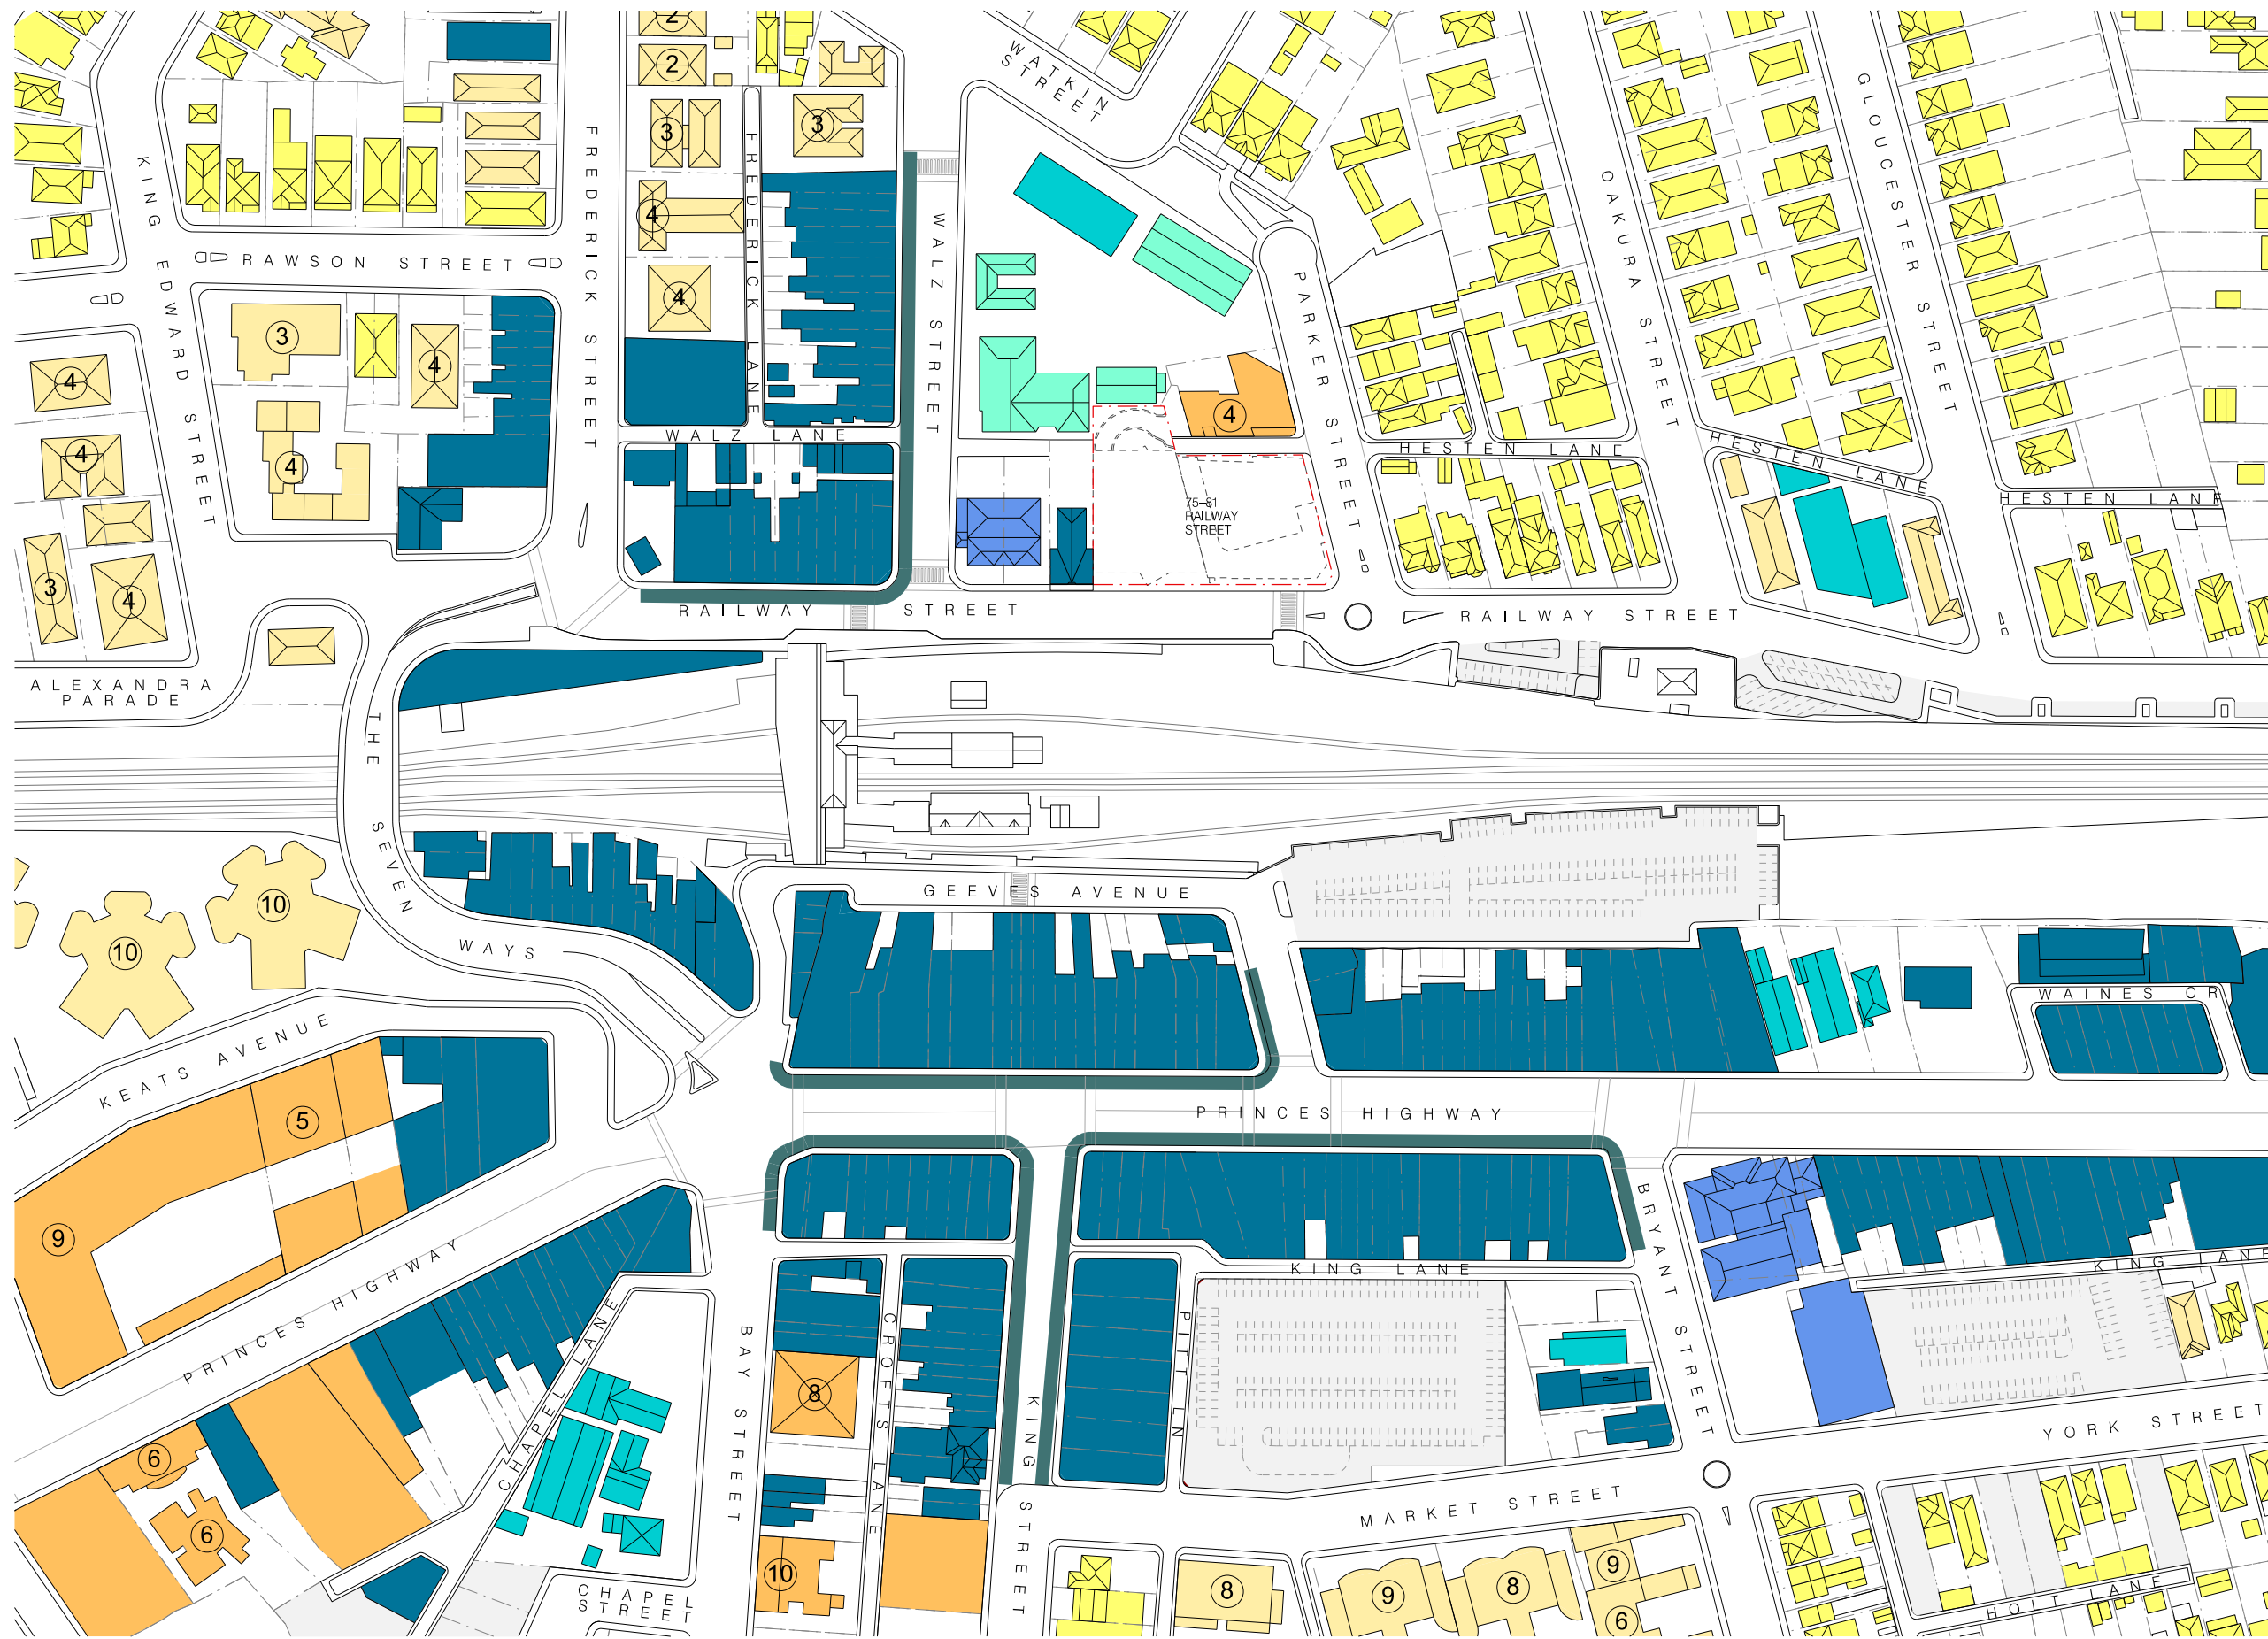 2
2
3
3
4
4
3
4
4
4
4
4
3
4
4
10
10
5
9
6
6
8
10
8
9
8
9
6
KING EDWARD STREET
RAWSON STREET
FREDERICK STREET
FREDERICK LANE
WALZ STREET
WALZ LANE
WATKIN
STREET
PARKER STREET
OAKURA STREET
GLOUCESTER STREET
HESTEN LANE
HESTEN LANE
HESTEN LANE
75-81
RAILWAY
STREET
RAILWAY STREET
RAILWAY STREET
ALEXANDRA
PARADE
THE SEVEN WAYS
GEEVES AVENUE
WAINES CR
KEATS AVENUE
PRINCES HIGHWAY
PRINCES HIGHWAY
KING LANE
KING LANE
BRYANT STREET
PITT LN
KING STREET
CROFTS LANE
BAY STREET
CHAPEL LANE
CHAPEL
STREET
MARKET STREET
YORK STREET
HOLT LANE